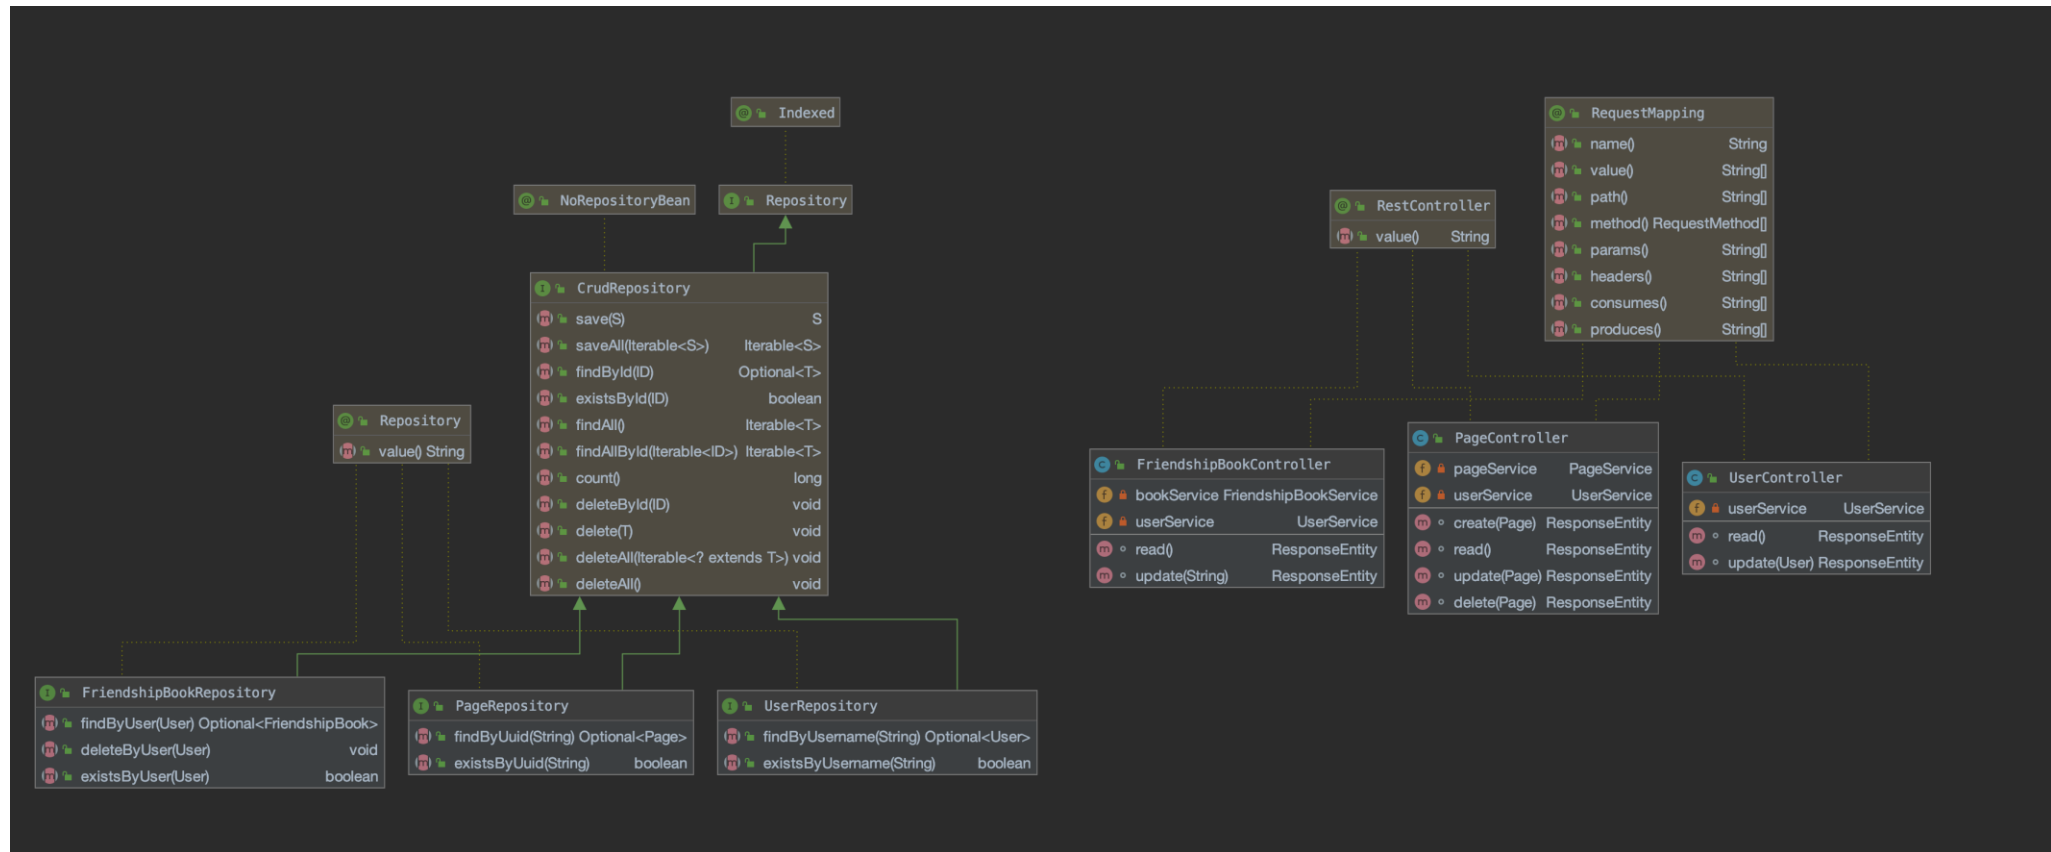 Indexed
NoRepositoryBean
Repository
CrudRepository
save(S) S
saveAll(Iterable<S>) Iterable<S>
findById(ID) Optional<T>
existsById(ID) boolean
findAll() Iterable<T>
findAllById(Iterable<ID>) Iterable<T>
count() long
deleteById(ID) void
delete(T) void
deleteAll(Iterable<? extends T>) void
deleteAll() void
Repository
value() String
FriendshipBookRepository
findByUser(User) Optional<FriendshipBook>
deleteByUser(User) void
existsByUser(User) boolean
PageRepository
findByUuid(String) Optional<Page>
existsByUuid(String) boolean
UserRepository
findByUsername(String) Optional<User>
existsByUsername(String) boolean
RestController
value() String
RequestMapping
name() String
value() String[]
path() String[]
method() RequestMethod[]
params() String[]
headers() String[]
consumes() String[]
produces() String[]
FriendshipBookController
bookService FriendshipBookService
userService UserService
read() ResponseEntity
update(String) ResponseEntity
PageController
pageService PageService
userService UserService
create(Page) ResponseEntity
read() ResponseEntity
update(Page) ResponseEntity
delete(Page) ResponseEntity
UserController
userService UserService
read() ResponseEntity
update(User) ResponseEntity